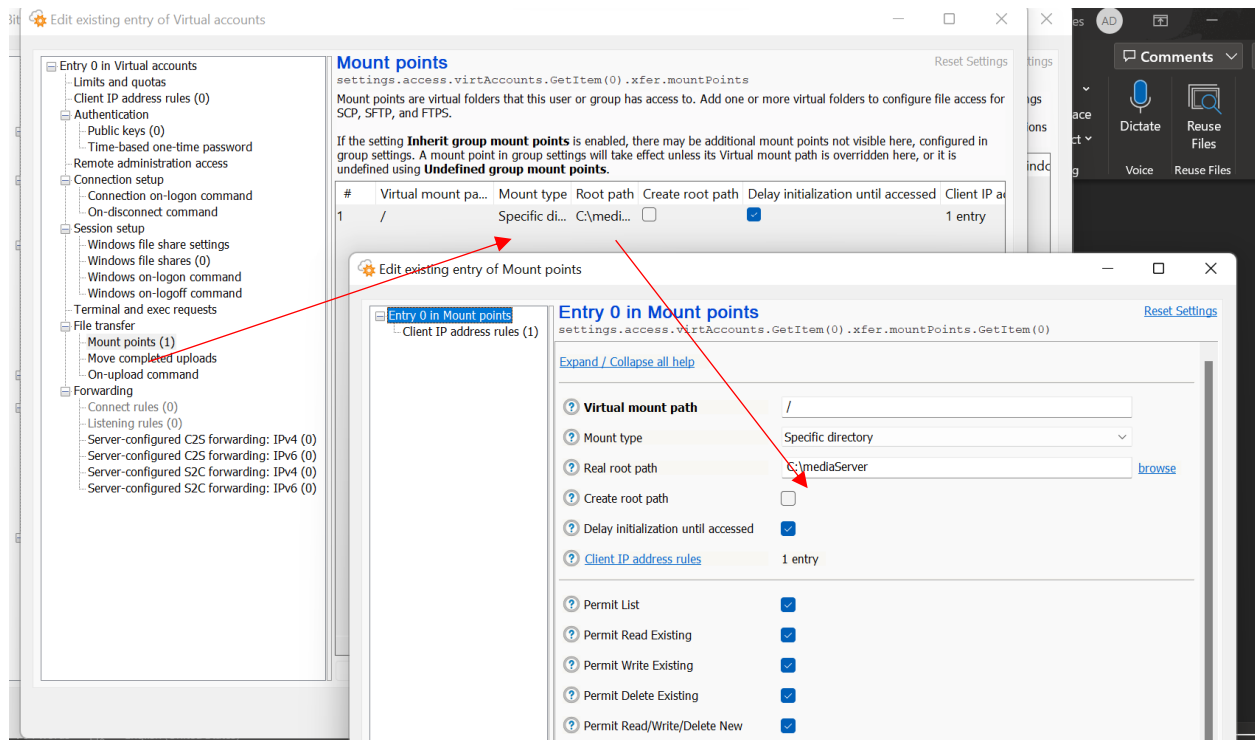 Edit existing entry of Virtual accounts
Entry 0 in Virtual accounts
Limits and quotas
Client IP address rules (0)
Authentication
Public keys (0)
Time-based one-time password
Remote administration access
Connection setup
Connection on-logon command
On-disconnect command
Session setup
Windows file share settings
Windows file shares (0)
Windows on-logon command
Windows on-logoff command
Terminal and exec requests
File transfer
Mount points (1)
Move completed uploads
On-upload command
Forwarding
Connect rules (0)
Listening rules (0)
Server-configured C2S forwarding: IPv4 (0)
Server-configured C2S forwarding: IPv6 (0)
Server-configured S2C forwarding: IPv4 (0)
Server-configured S2C forwarding: IPv6 (0)
Mount points
Reset Settings
settings.access.virtAccounts.GetItem(0).xfer.mountPoints
Mount points are virtual folders that this user or group has access to. Add one or more virtual folders to configure file access for
SCP, SFTP, and FTPS.
If the setting Inherit group mount points is enabled, there may be additional mount points not visible here, configured in
group settings. A mount point in group settings will take effect unless its Virtual mount path is overridden here, or it is
undefined using Undefined group mount points.
# Virtual mount pa... Mount type Root path Create root path Delay initialization until accessed Client IP a
1 / Specific di... C:\medi... 1 entry
Edit existing entry of Mount points
Entry 0 in Mount points
Client IP address rules (1)
Entry 0 in Mount points
Reset Settings
settings.access.virtAccounts.GetItem(0).xfer.mountPoints.GetItem(0)
Expand / Collapse all help
Virtual mount path /
Mount type Specific directory
Real root path C:\mediaServer browse
Create root path
Delay initialization until accessed
Client IP address rules 1 entry
Permit List
Permit Read Existing
Permit Write Existing
Permit Delete Existing
Permit Read/Write/Delete New
tings
ngs
ions
indo
es AD
Comments
ace
ct
Dictate
Reuse
Files
g Voice Reuse Files